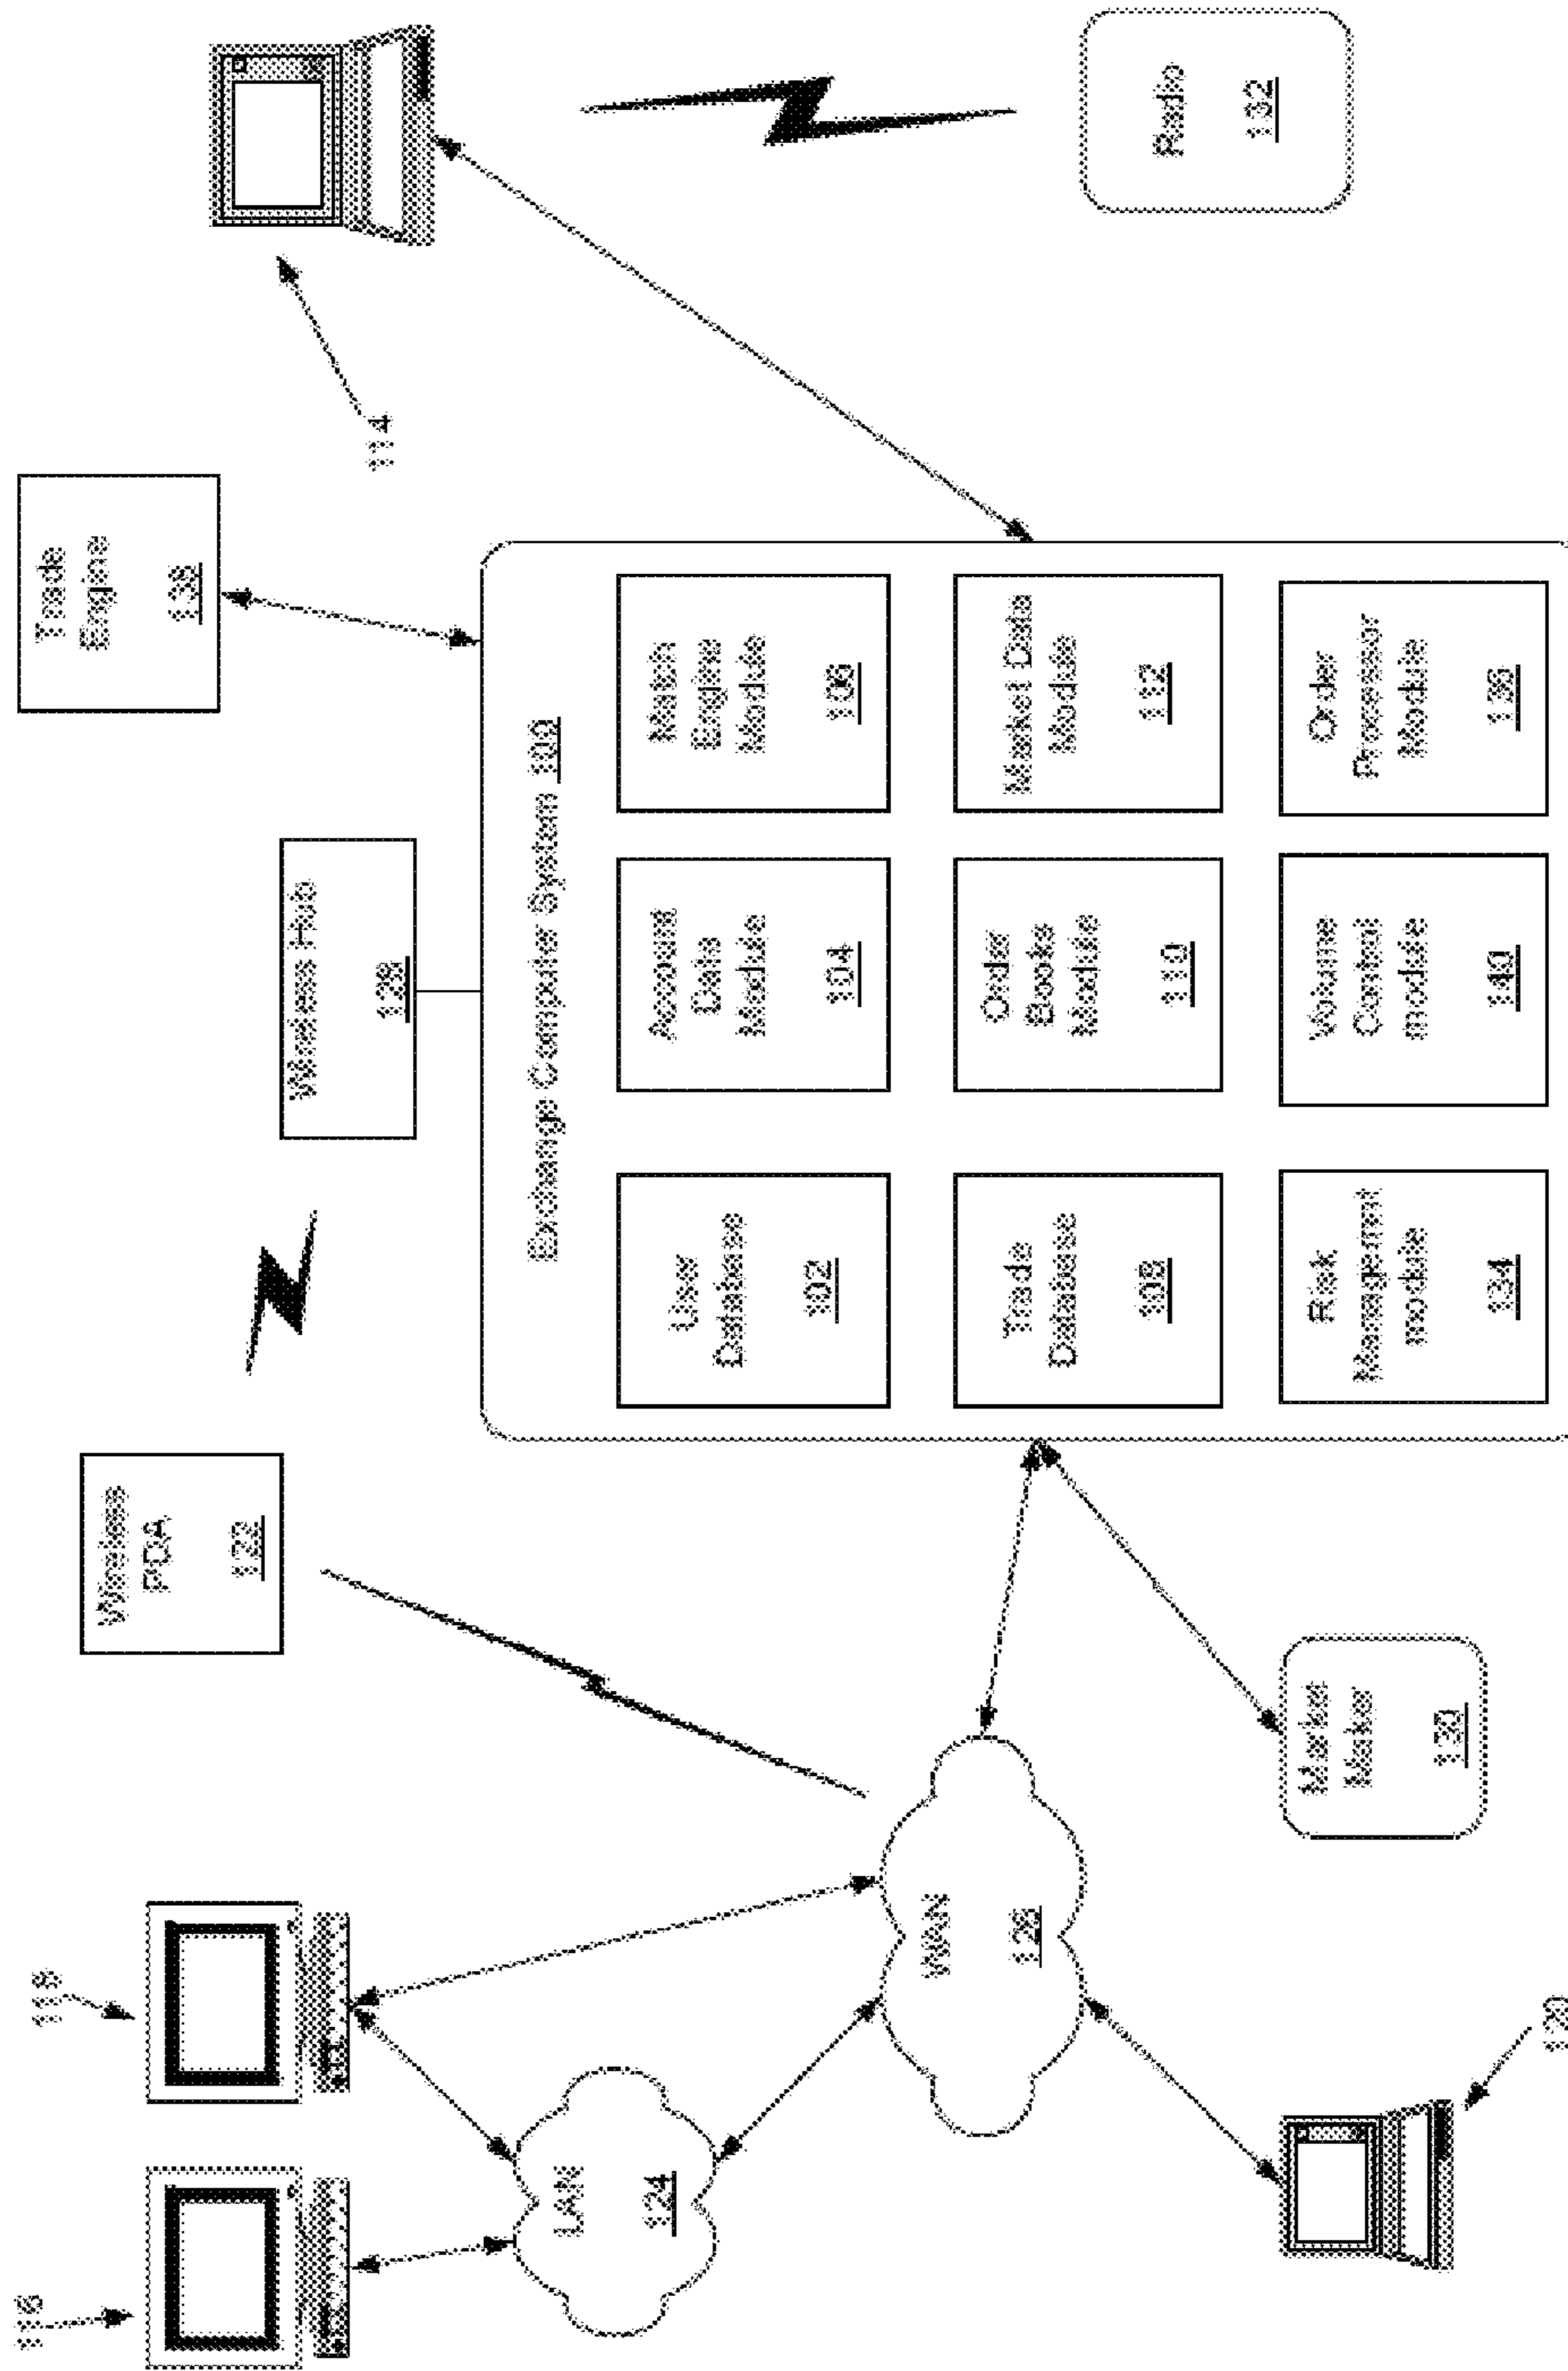 116
118
Wireless
PDA
122
Wireless Hub
128
Trade
Engine
138
114
LAN
124
WAN
126
Exchange Computer System 100
User
Database
102
Account
Data
Module
104
Match
Engine
Module
106
Trade
Database
108
Order
Books
Module
110
Market Data
Module
112
Risk
Management
module
134
Volume
Control
module
140
Order
Processor
Module
136
120
Market
Maker
130
Radio
132